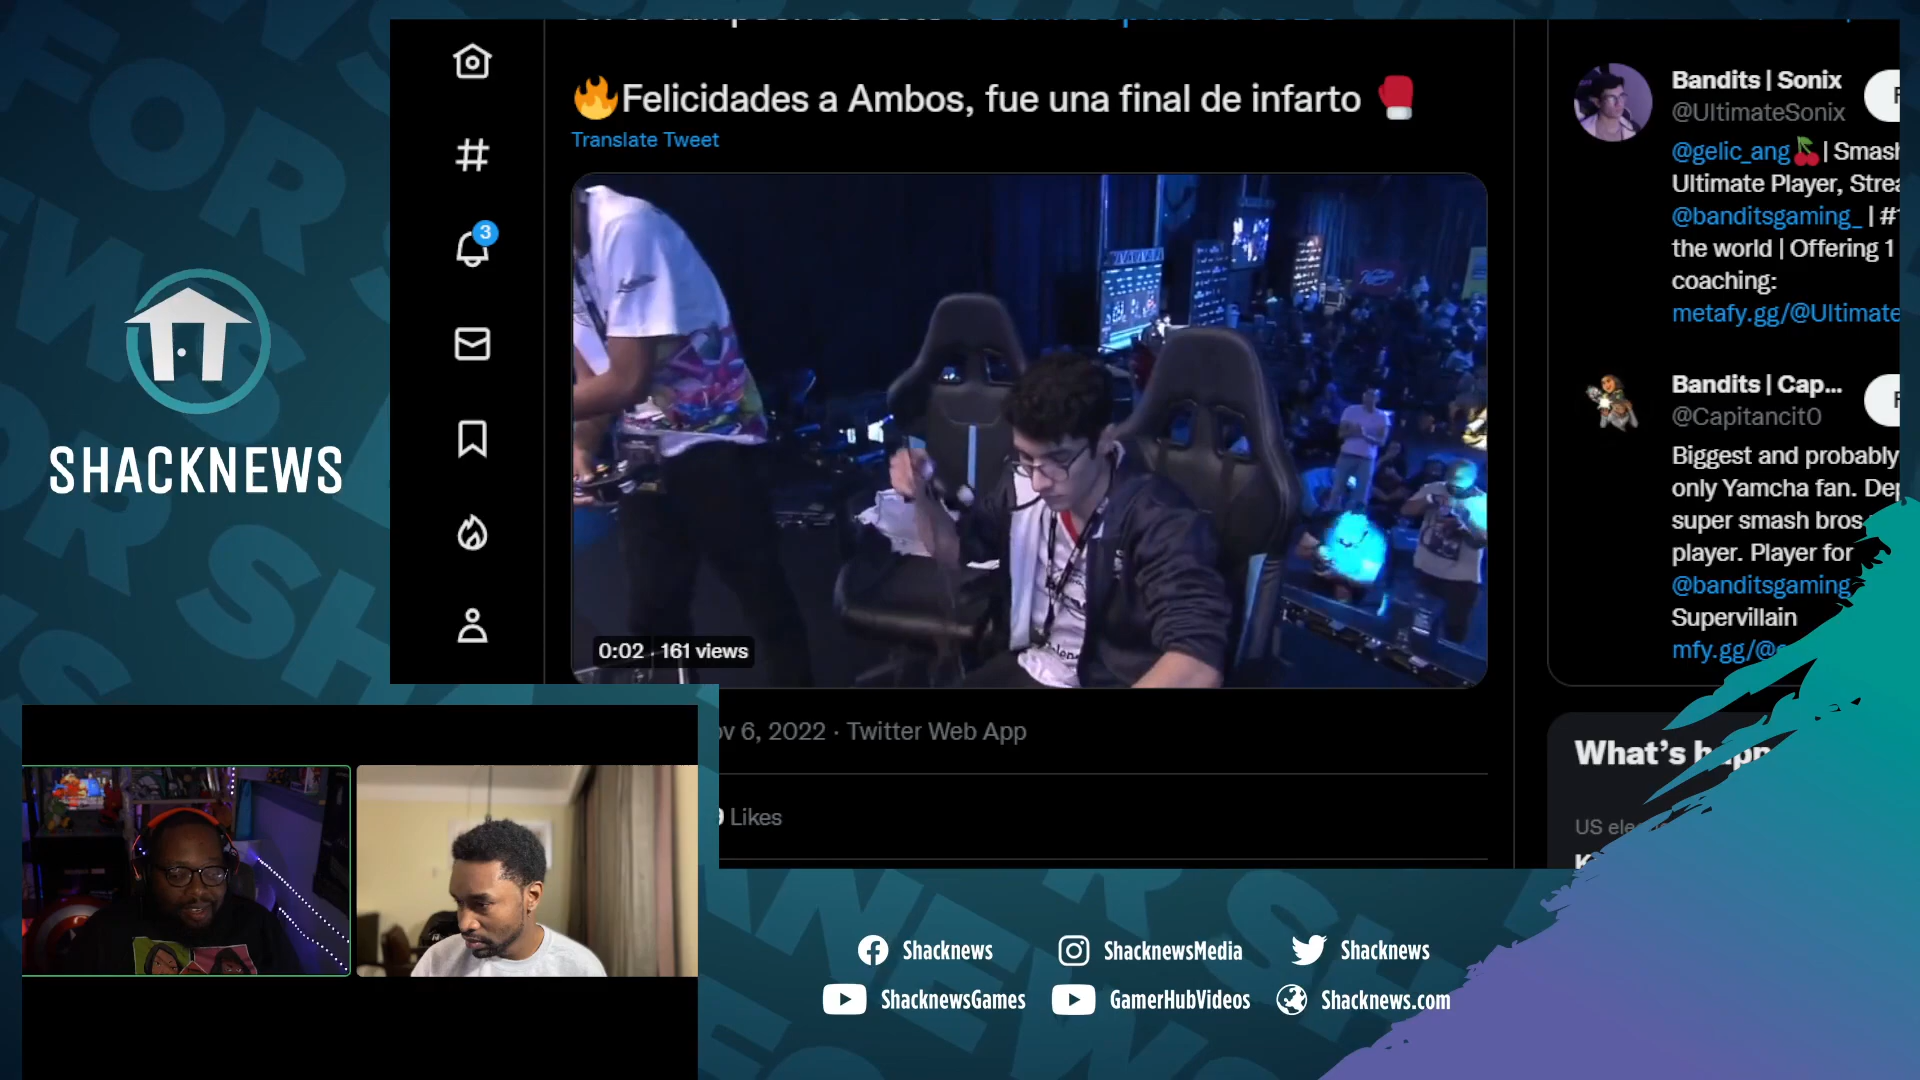 🔥Felicidades a Ambos, fue una final de infarto 🥊
Translate Tweet
3
0:02 · 161 views
6, 2022 · Twitter Web App
Likes
Bandits | Sonix
@UltimateSonix
@gelic_ang🍒| Smash
Ultimate Player,
@banditsgaming_ |
the world | Offering 1
coaching:
metafy.gg/@Ultimate
Bandits | Cap...
@Capitancit0
Biggest and probably
only Yamcha fan.
super smash bros
player. Player for
@banditsgaming
Supervillain
mfy.gg/@
What's
US
SHACKNEWS
Shacknews
ShacknewsMedia
Shacknews
ShacknewsGames
GamerHubVideos
Shacknews.com